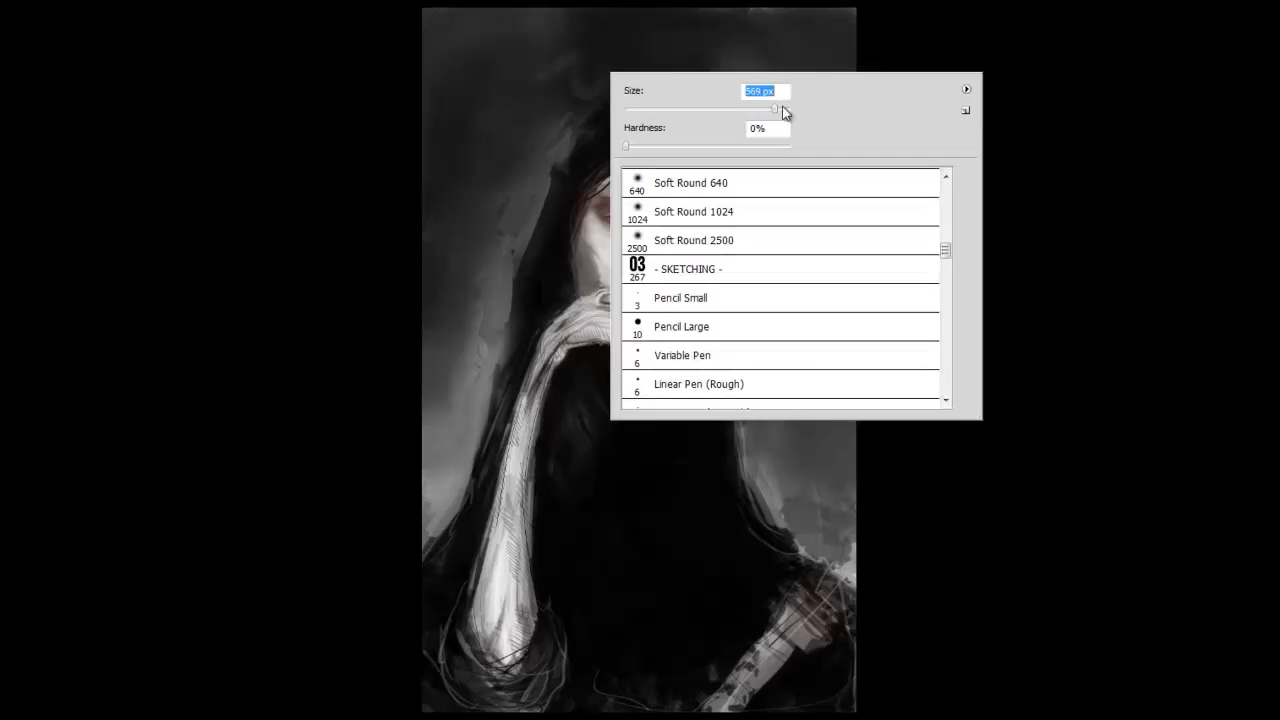 Size:
569 px
Hardness:
0%
640
Soft Round 640
1024
Soft Round 1024
2500
Soft Round 2500
03
267
- SKETCHING -
3
Pencil Small
10
Pencil Large
6
Variable Pen
6
Linear Pen (Rough)